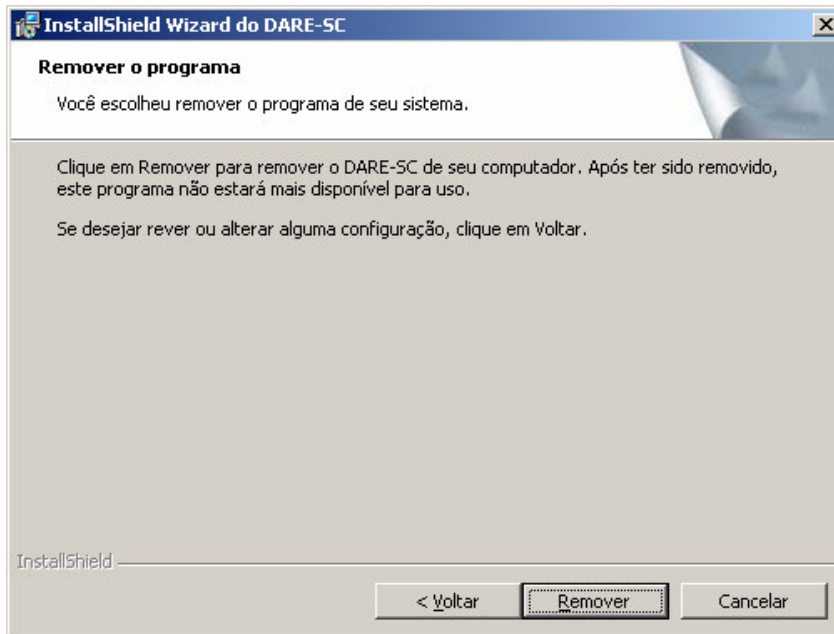 InstallShield Wizard do DARE-SC
Remover o programa
Você escolheu remover o programa de seu sistema.
Clique em Remover para remover o DARE-SC de seu computador. Após ter sido removido,
este programa não estará mais disponível para uso.
Se desejar rever ou alterar alguma configuração, clique em Voltar.
InstallShield
< Voltar
Remover
Cancelar